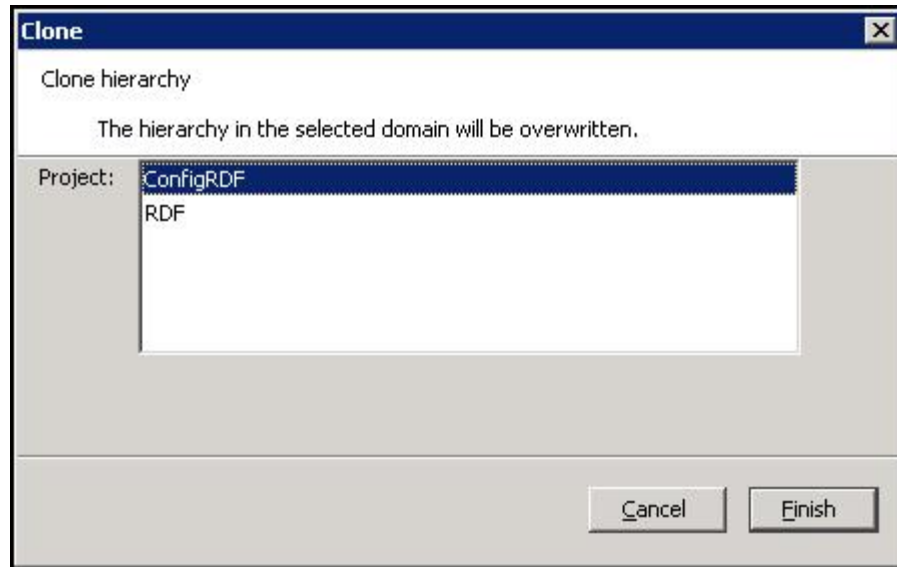 Clone
Clone hierarchy
The hierarchy in the selected domain will be overwritten.
Project:
ConfigRDF
RDF
Cancel
Finish